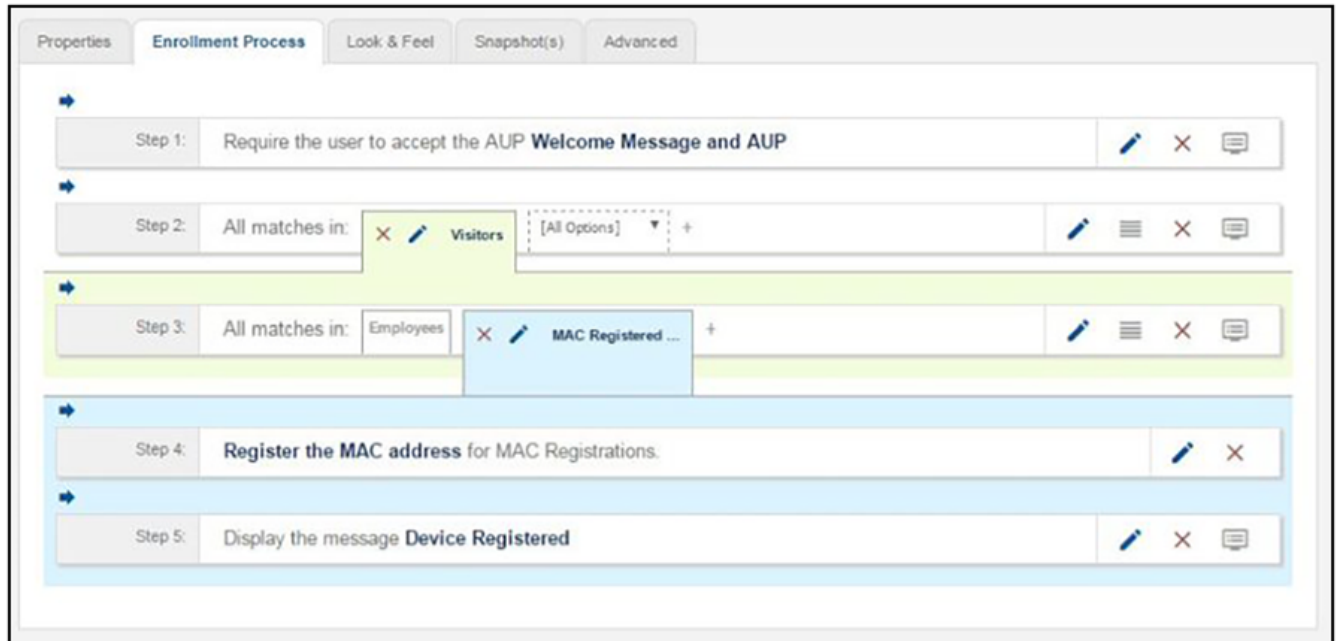 Properties Enrollment Process Look & Feel Snapshot(s) Advanced
Step 1: Require the user to accept the AUP Welcome Message and AUP
Step 2: All matches in: Visitors [All Options] +
Step 3: All matches in: Employees MAC Registered ... +
Step 4: Register the MAC address for MAC Registrations.
Step 5: Display the message Device Registered